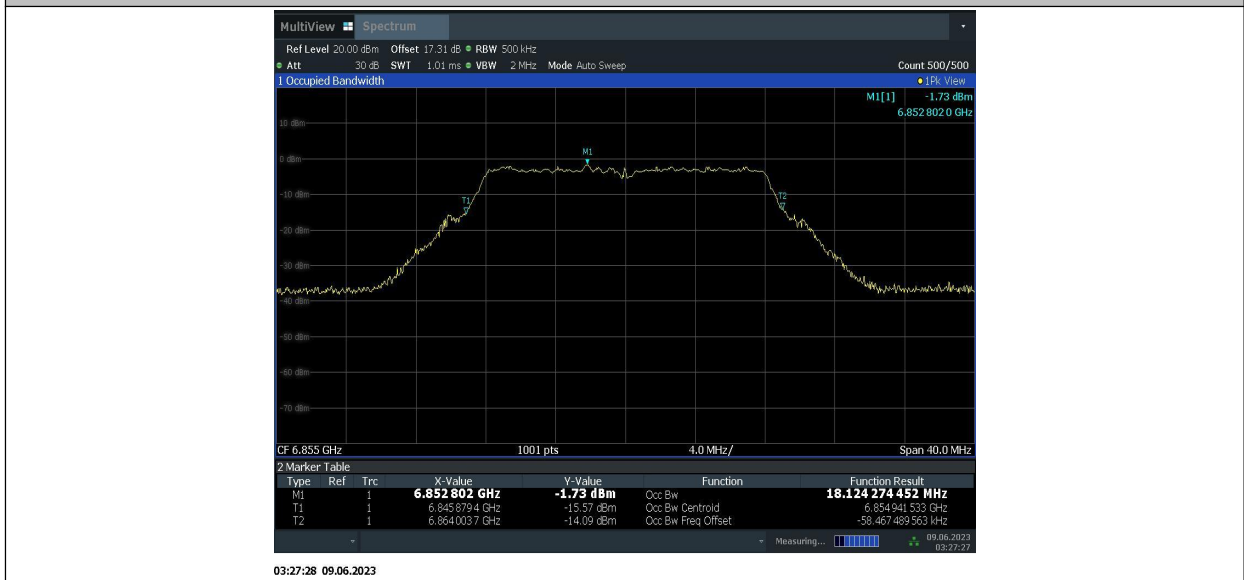 MultiView Spectrum
Ref Level 20.00 dBm Offset 17.31 dB RBW 500 kHz
Att 30 dB SWT 1.01 ms VBW 2 MHz Mode Auto Sweep Count 500/500
1 Occupied Bandwidth 1Pk View
M1[1] -1.73 dBm
6.852 802 0 GHz
10 dBm
M1
0 dBm
-10 dBm
T1
T2
-20 dBm
-30 dBm
-40 dBm
-50 dBm
-60 dBm
-70 dBm
CF 6.855 GHz 1001 pts 4.0 MHz/ Span 40.0 MHz
2 Marker Table
Type Ref Trc X-Value Y-Value Function Function Result
M1 1 6.852 802 GHz -1.73 dBm Occ Bw 18.124 274 452 MHz
T1 1 6.845 879 4 GHz -15.57 dBm Occ Bw Centroid 6.854 941 533 GHz
T2 1 6.864 003 7 GHz -14.09 dBm Occ Bw Freq Offset -58.467 489 563 kHz
Measuring... 09.06.2023
03:27:27
03:27:28 09.06.2023